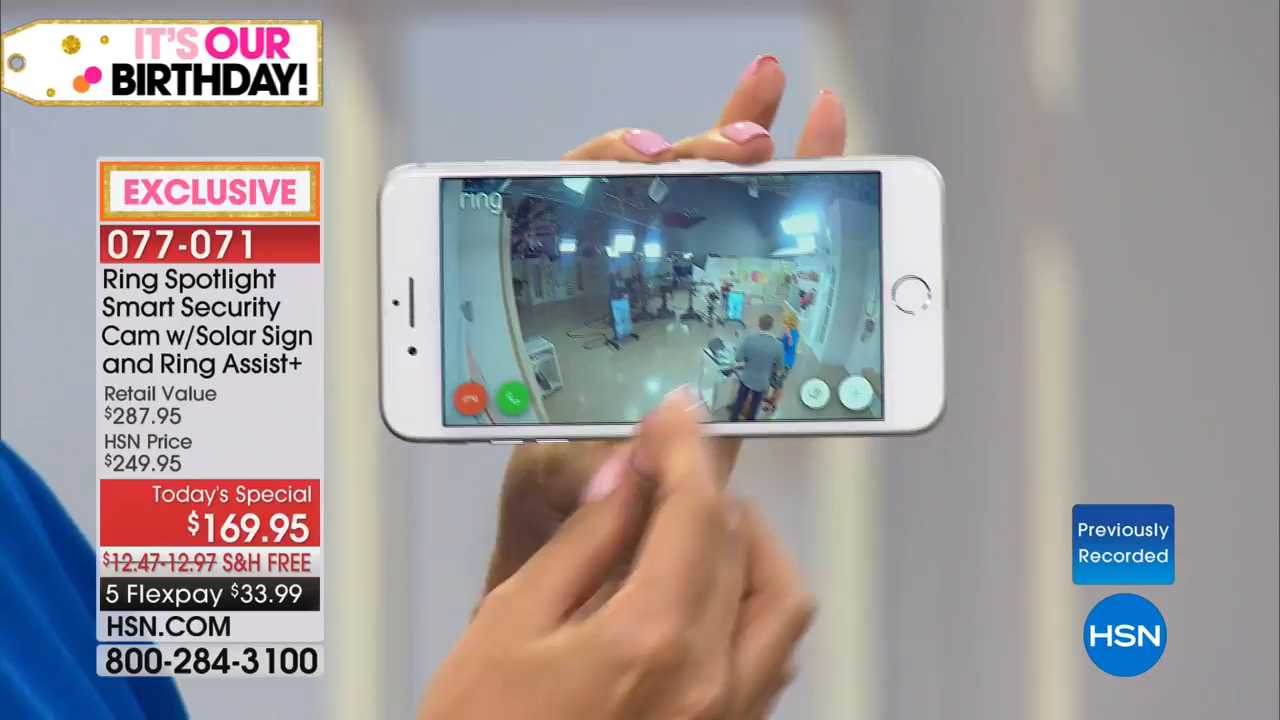 IT'S OUR
BIRTHDAY!
EXCLUSIVE
077-071
Ring Spotlight
Smart Security
Cam w/Solar Sign
and Ring Assist+
Retail Value
$287.95
HSN Price
$249.95
Today's Special
$169.95
$12.47-12.97 S&H FREE
5 Flexpay $33.99
HSN.COM
800-284-3100
ring
Previously
Recorded
HSN